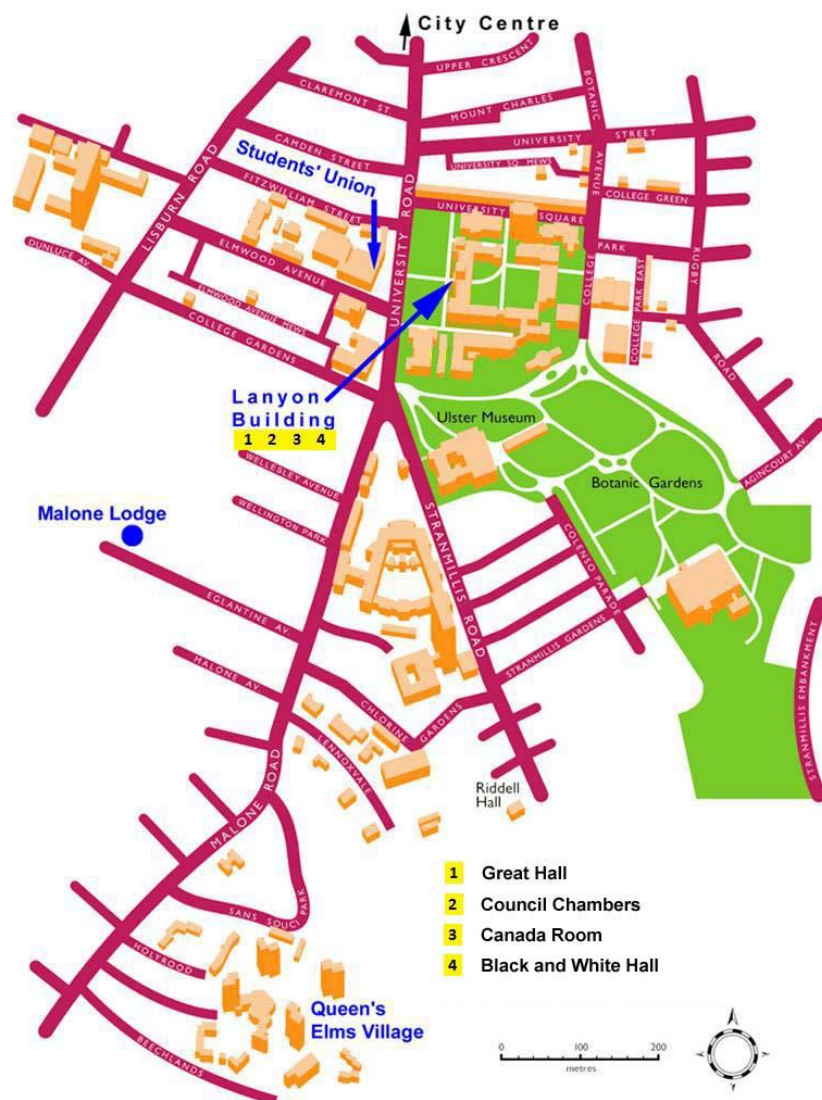 City Centre
UPPER CRESCENT
CLAREMONT ST.
MOUNT CHARLES
BOTANIC
AVENUE
CAMDEN STREET
UNIVERSITY STREET
UNIVERSITY SQ. MEWS
Students'
Union
FITZWILLIAM STREET
UNIVERSITY SQUARE
COLLEGE GREEN
LISBURN ROAD
UNIVERSITY ROAD
COLLEGE PARK
COLLEGE PARK EAST
RUGBY
ROAD
DUNLUCE AV.
ELMWOOD AVENUE
ELMWOOD AVENUE MEWS
COLLEGE GARDENS
Lanyon
Building
1 2 3 4
Ulster Museum
Botanic Gardens
AGINCOURT AV.
WELLESLEY AVENUE
WELLINGTON PARK
Malone Lodge
STRANMILLIS ROAD
COLENSO PARADE
EGLANTINE AV.
STRANMILLIS GARDENS
STRANMILLIS EMBANKMENT
MALONE AV.
CHLORINE GARDENS
LENNOXVALE
MALONE ROAD
Riddell
Hall
SANS SOUCI PARK
HOLYROOD
BEECHLANDS
Queen's
Elms Village
1 Great Hall
2 Council Chambers
3 Canada Room
4 Black and White Hall
0 100 200
metres